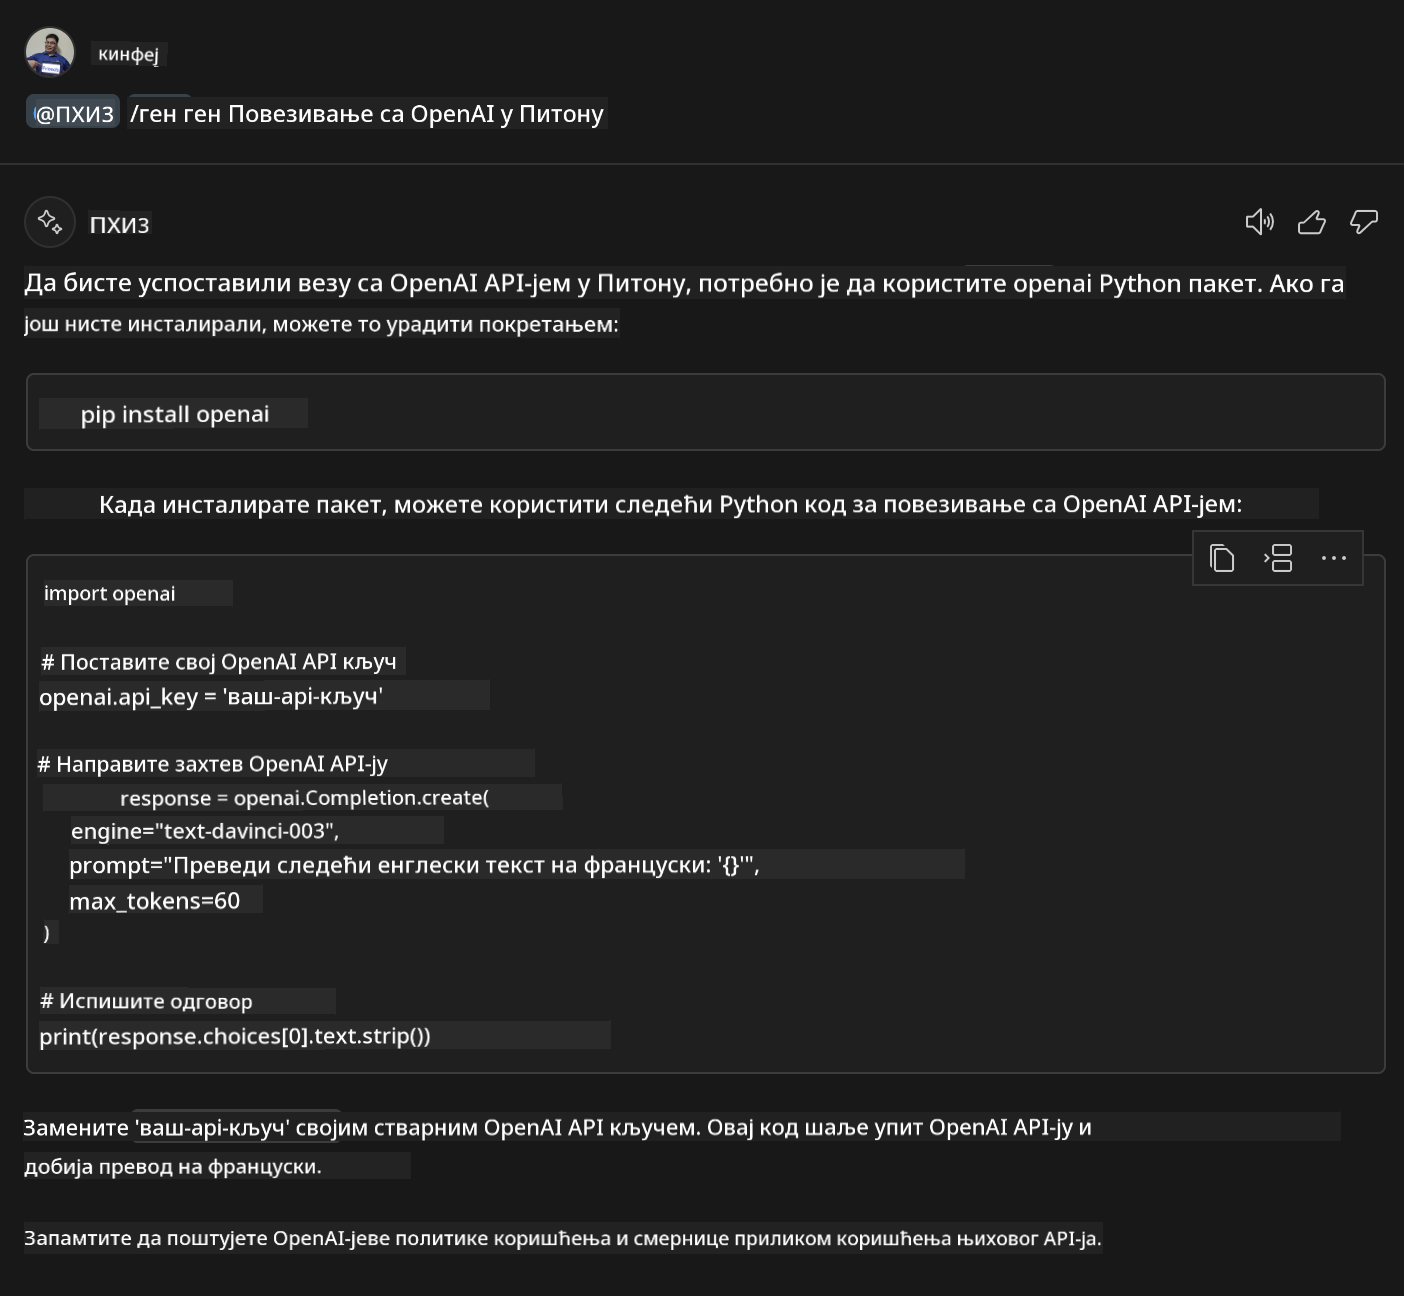 кинфеј
@ПХИЗ /ген ген Повезивање са OpenAI у Питону
ПХИЗ
Да бисте успоставили везу са OpenAI API-јем у Питону, потребно је да користите openai Python пакет. Ако га
још нисте инсталирали, можете то урадити покретањем:
pip install openai
Када инсталирате пакет, можете користити следећи Python код за повезивање са OpenAI API-јем:
import openai
# Поставите свој OpenAI API кључ
openai.api_key = 'ваш-api-кључ'
# Направите захтев OpenAI API-ју
response = openai.Completion.create(
engine="text-davinci-003",
prompt="Преведи следећи енглески текст на француски: '{}'",
max_tokens=60
)
# Испишите одговор
print(response.choices[0].text.strip())
Замените 'ваш-api-кључ' својим стварним OpenAI API кључем. Овај код шаље упит OpenAI API-ју и
добија превод на француски.
Запамтите да поштујете OpenAI-јеве политике коришћења и смернице приликом коришћења њиховог API-ја.